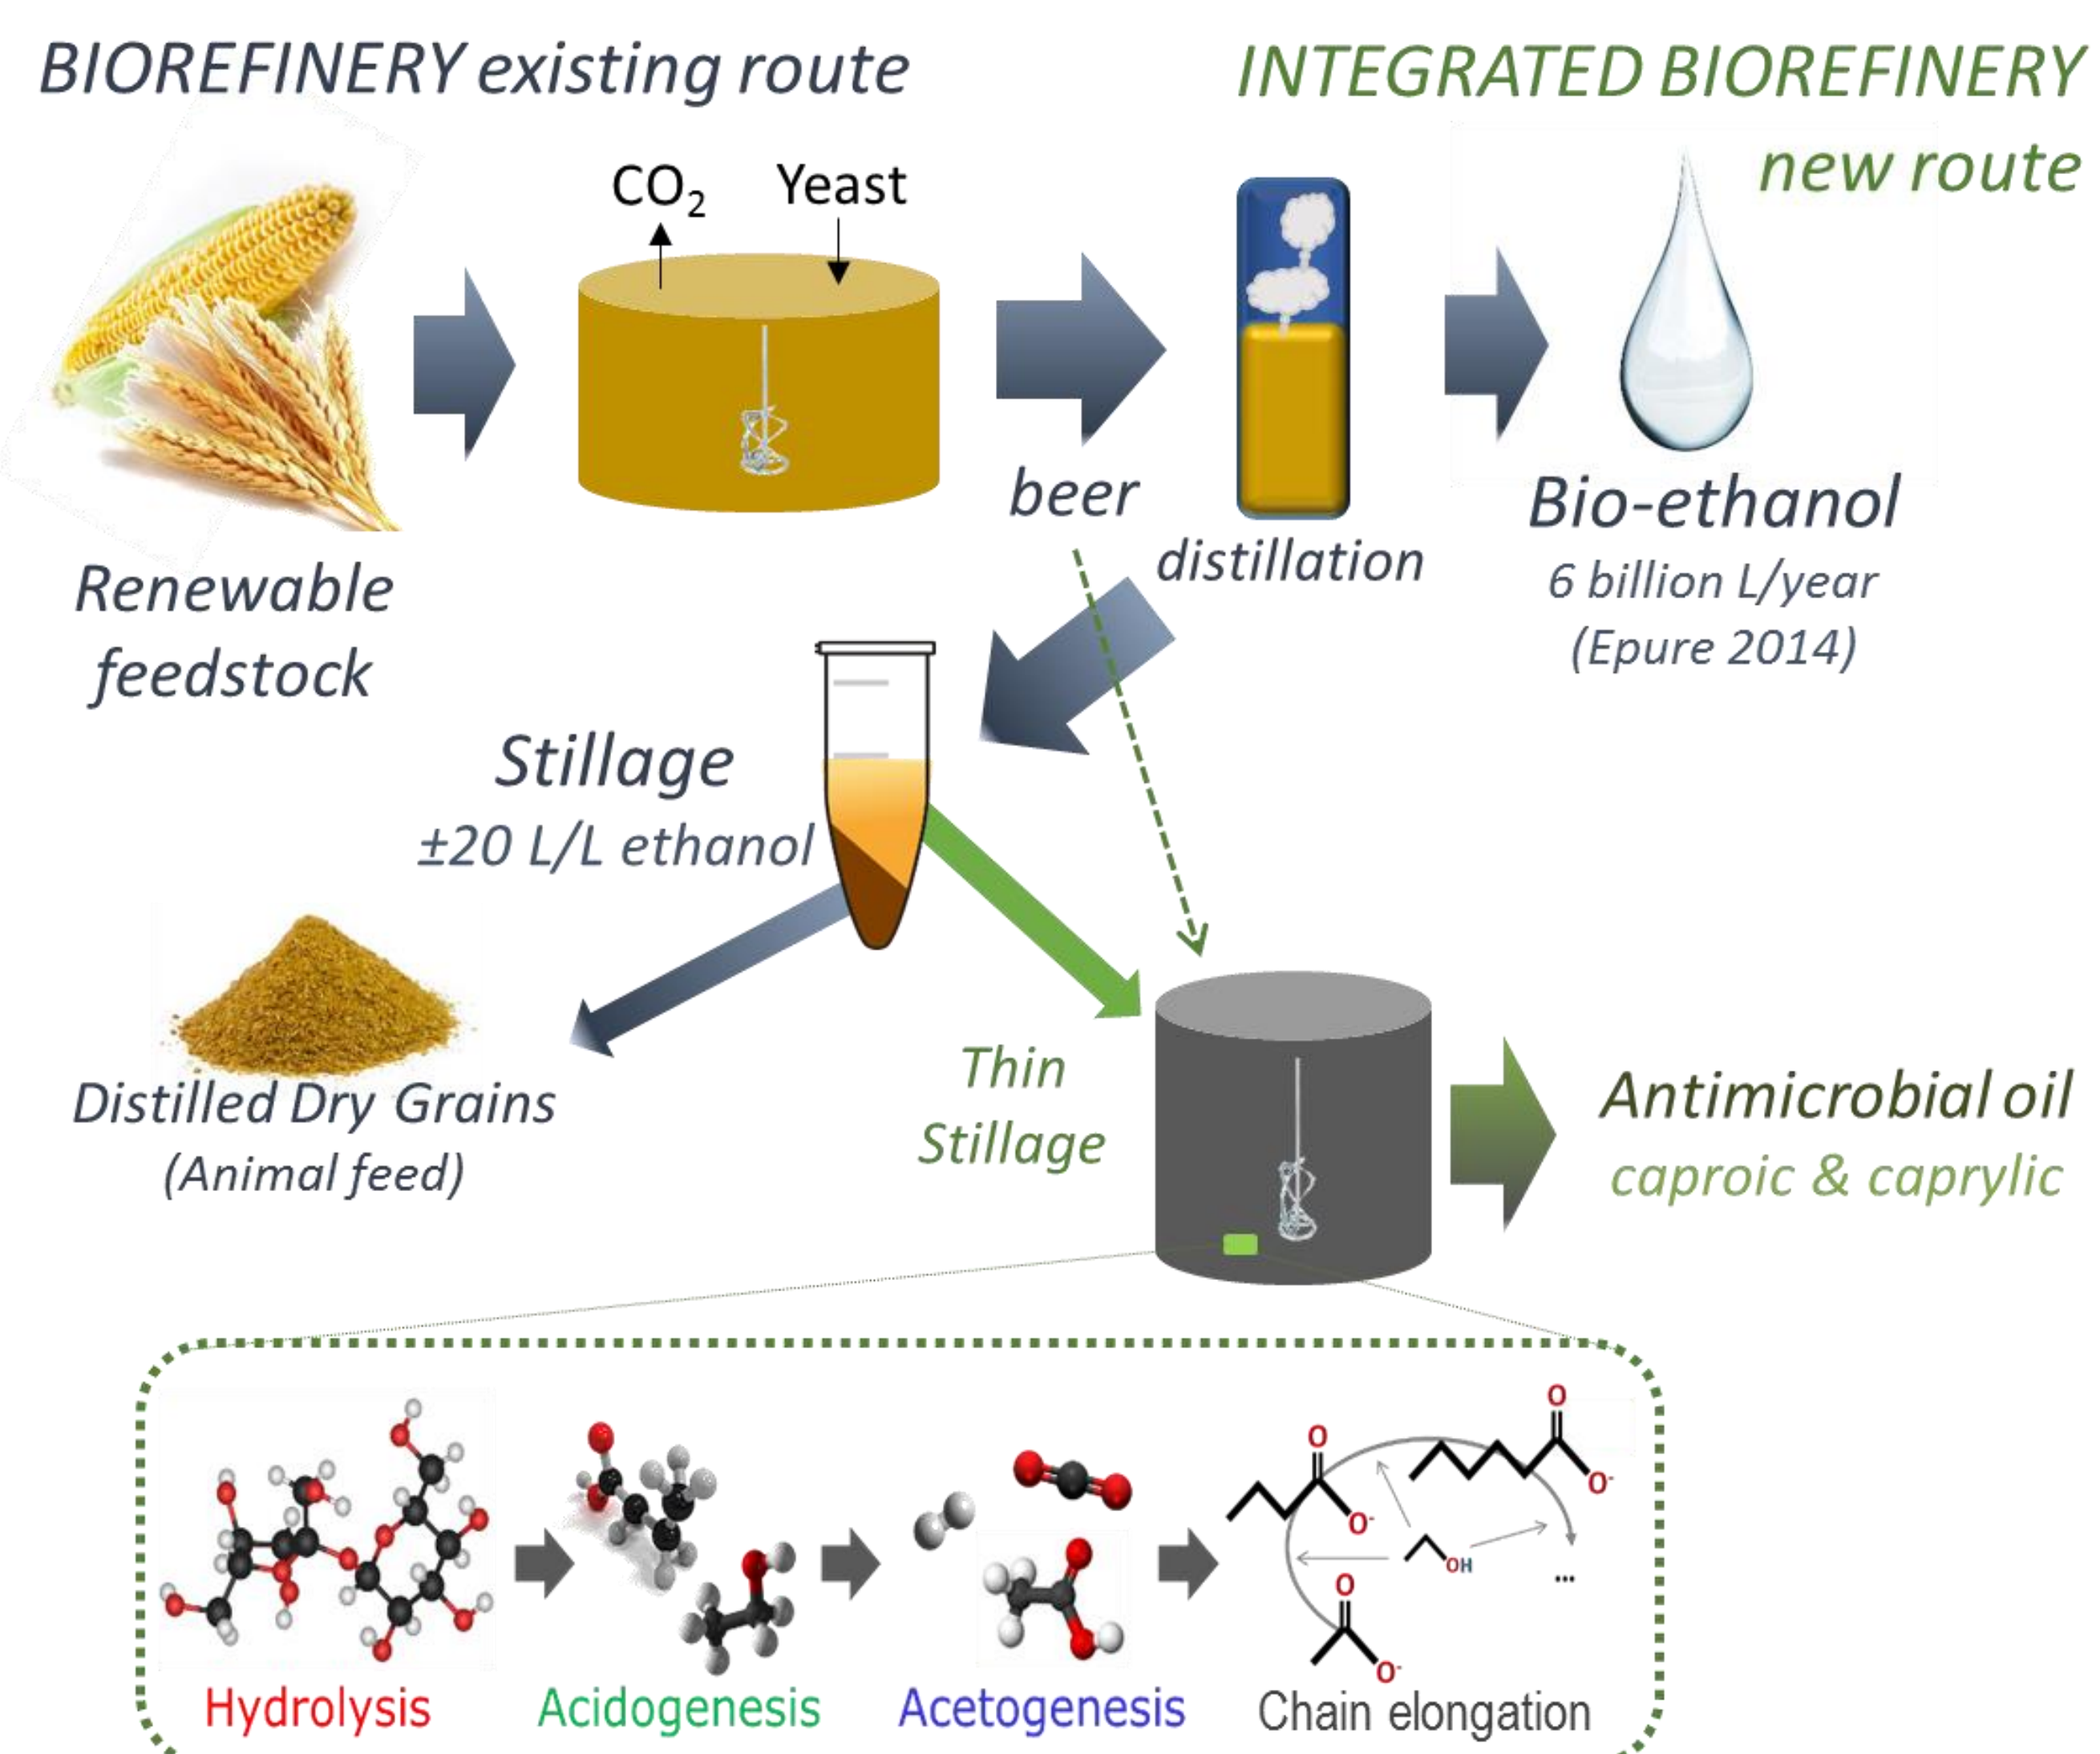 BIOREFINERY existing route
INTEGRATED BIOREFINERY
new route
CO₂
Yeast
beer
distillation
Bio-ethanol
6 billion L/year
(Epure 2014)
Renewable
feedstock
Stillage
±20 L/L ethanol
Distilled Dry Grains
(Animal feed)
Thin
Stillage
Antimicrobial oil
caproic & caprylic
O
O⁻
O
O⁻
OH
...
O
O⁻
Hydrolysis
Acidogenesis
Acetogenesis
Chain elongation